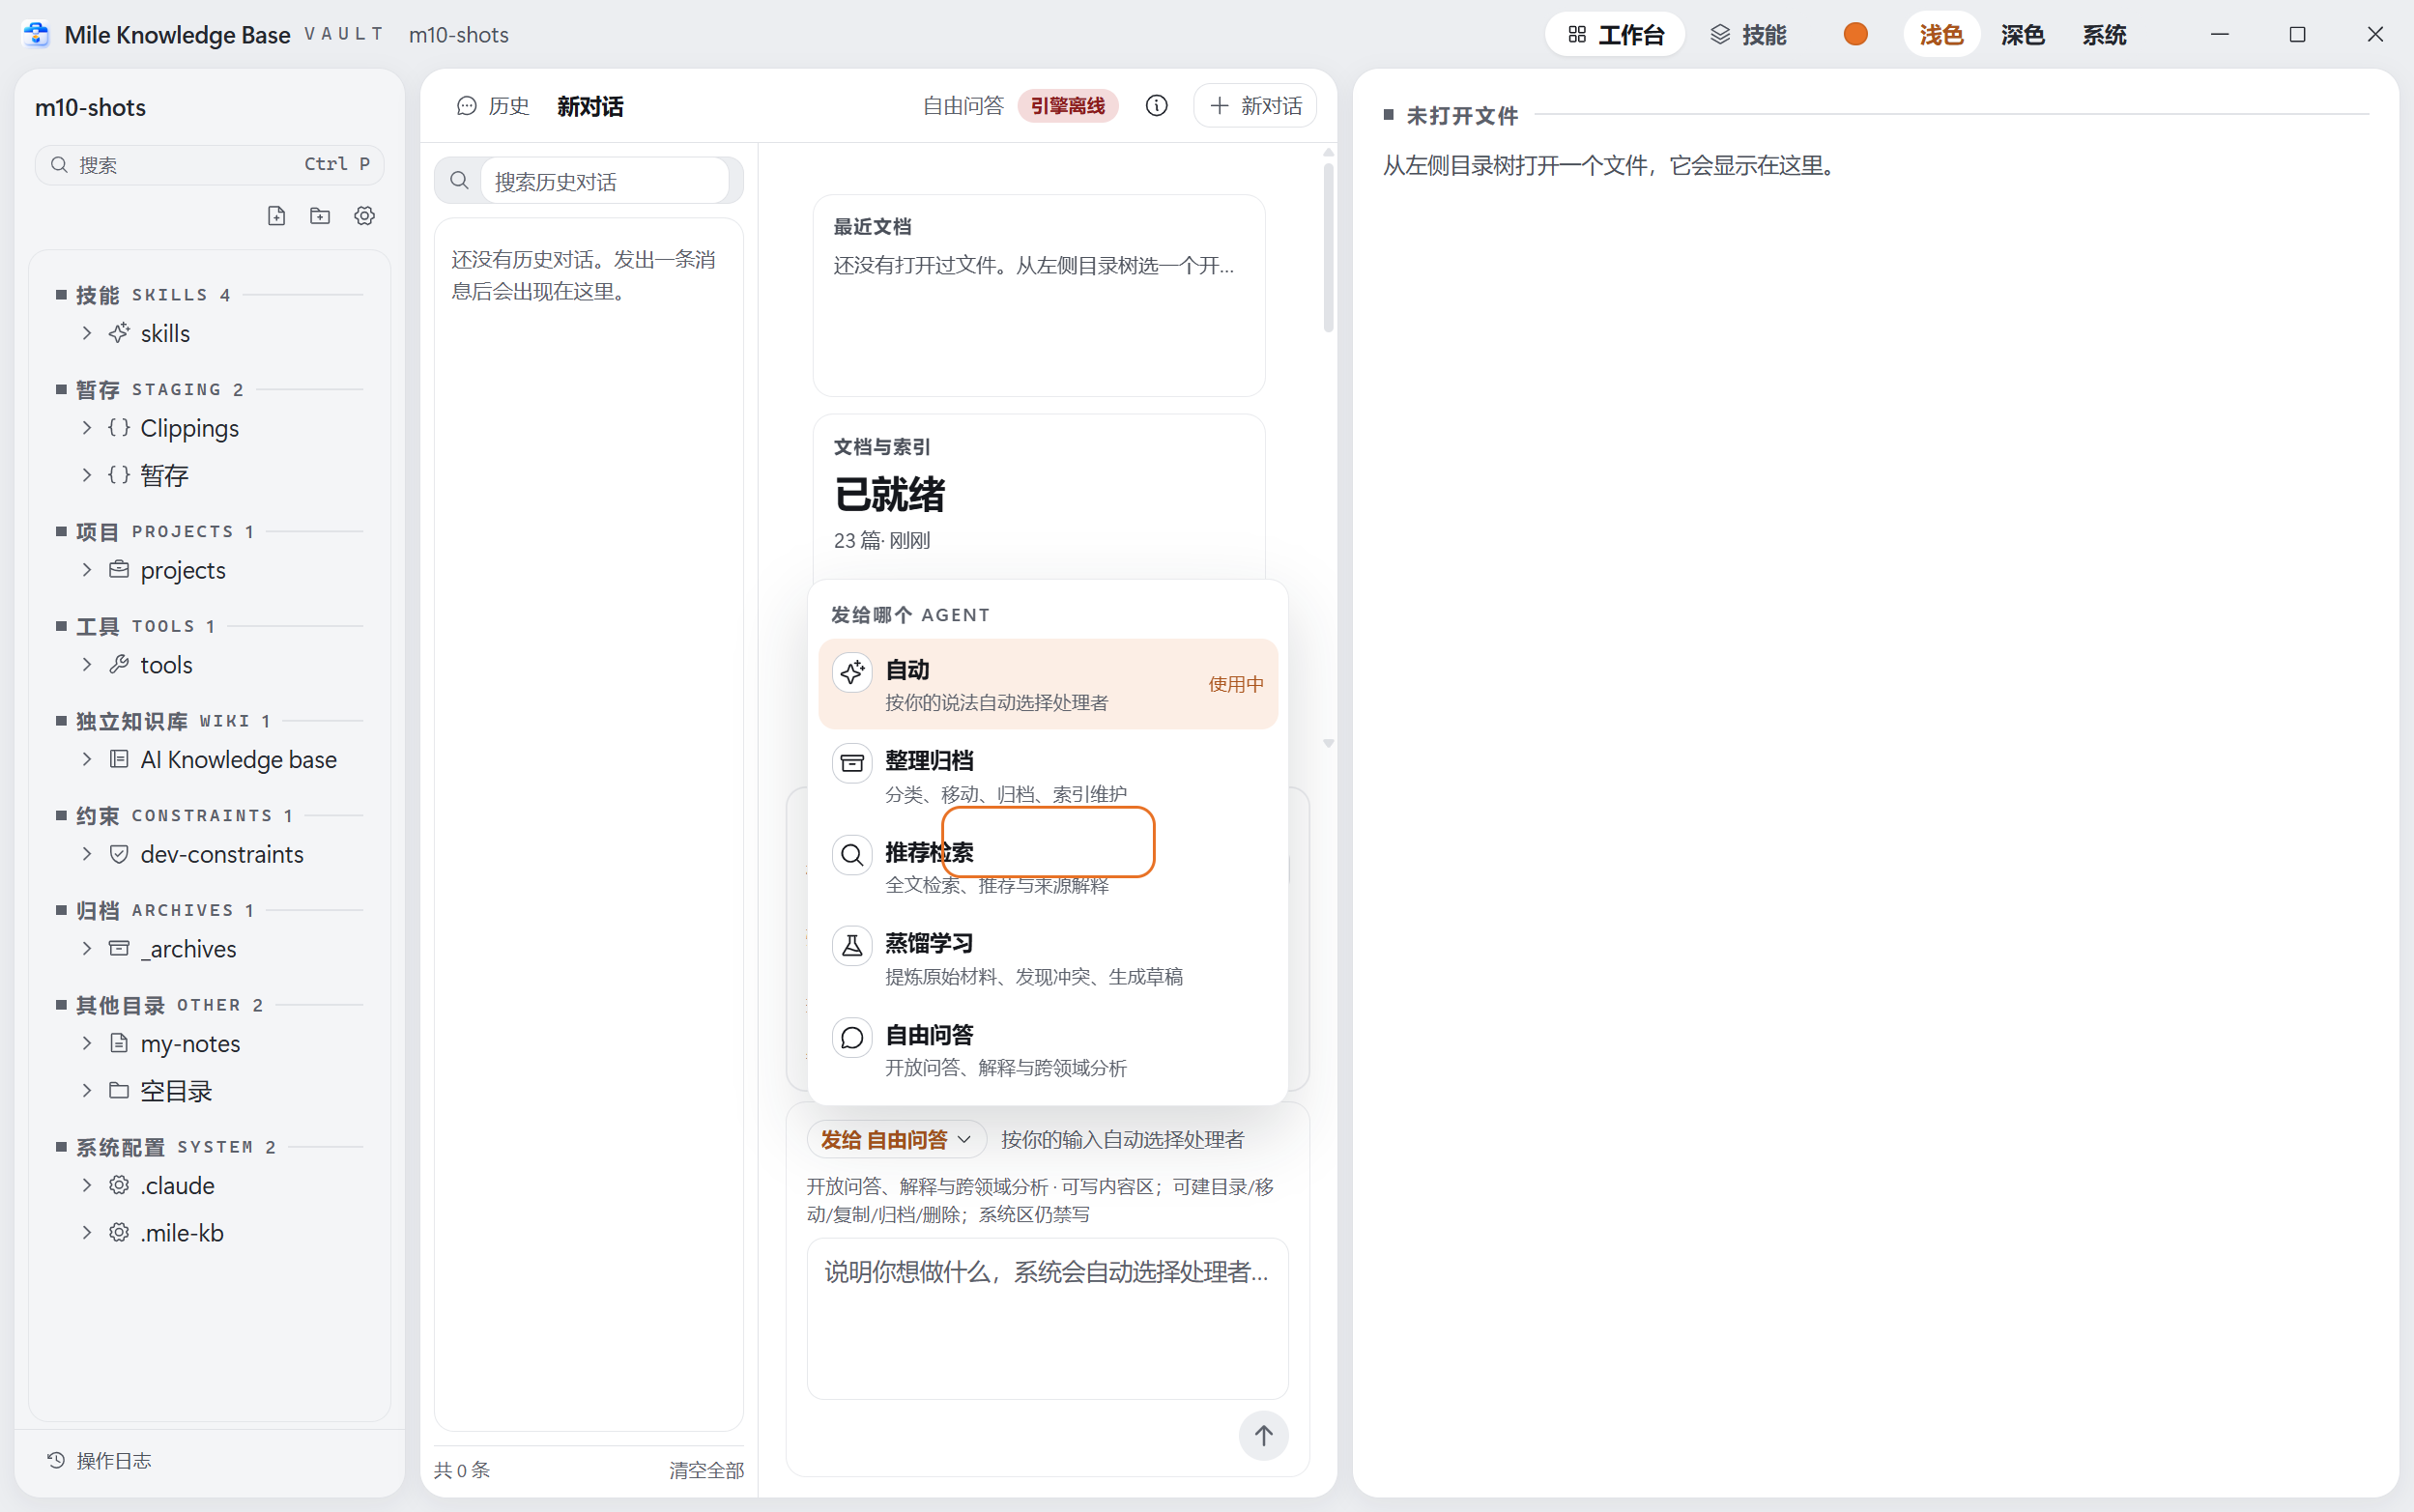 Mile Knowledge Base VAULT m10-shots
工作台 技能 浅色 深色 系统
m10-shots
搜索 Ctrl P
技能 SKILLS 4
skills
暂存 STAGING 2
Clippings
暂存
项目 PROJECTS 1
projects
工具 TOOLS 1
tools
独立知识库 WIKI 1
AI Knowledge base
约束 CONSTRAINTS 1
dev-constraints
归档 ARCHIVES 1
_archives
其他目录 OTHER 2
my-notes
空目录
系统配置 SYSTEM 2
.claude
.mile-kb
操作日志
历史 新对话 自由问答 引擎离线 新对话
搜索历史对话
还没有历史对话。发出一条消
息后会出现在这里。
共 0 条 清空全部
最近文档
还没有打开过文件。从左侧目录树选一个开...
文档与索引
已就绪
23 篇· 刚刚
发给哪个 AGENT
自动
按你的说法自动选择处理者
使用中
整理归档
分类、移动、归档、索引维护
推荐检索
全文检索、推荐与来源解释
蒸馏学习
提炼原始材料、发现冲突、生成草稿
自由问答
开放问答、解释与跨领域分析
发给 自由问答 按你的输入自动选择处理者
开放问答、解释与跨领域分析 · 可写内容区；可建目录/移
动/复制/归档/删除；系统区仍禁写
说明你想做什么，系统会自动选择处理者...
未打开文件
从左侧目录树打开一个文件，它会显示在这里。